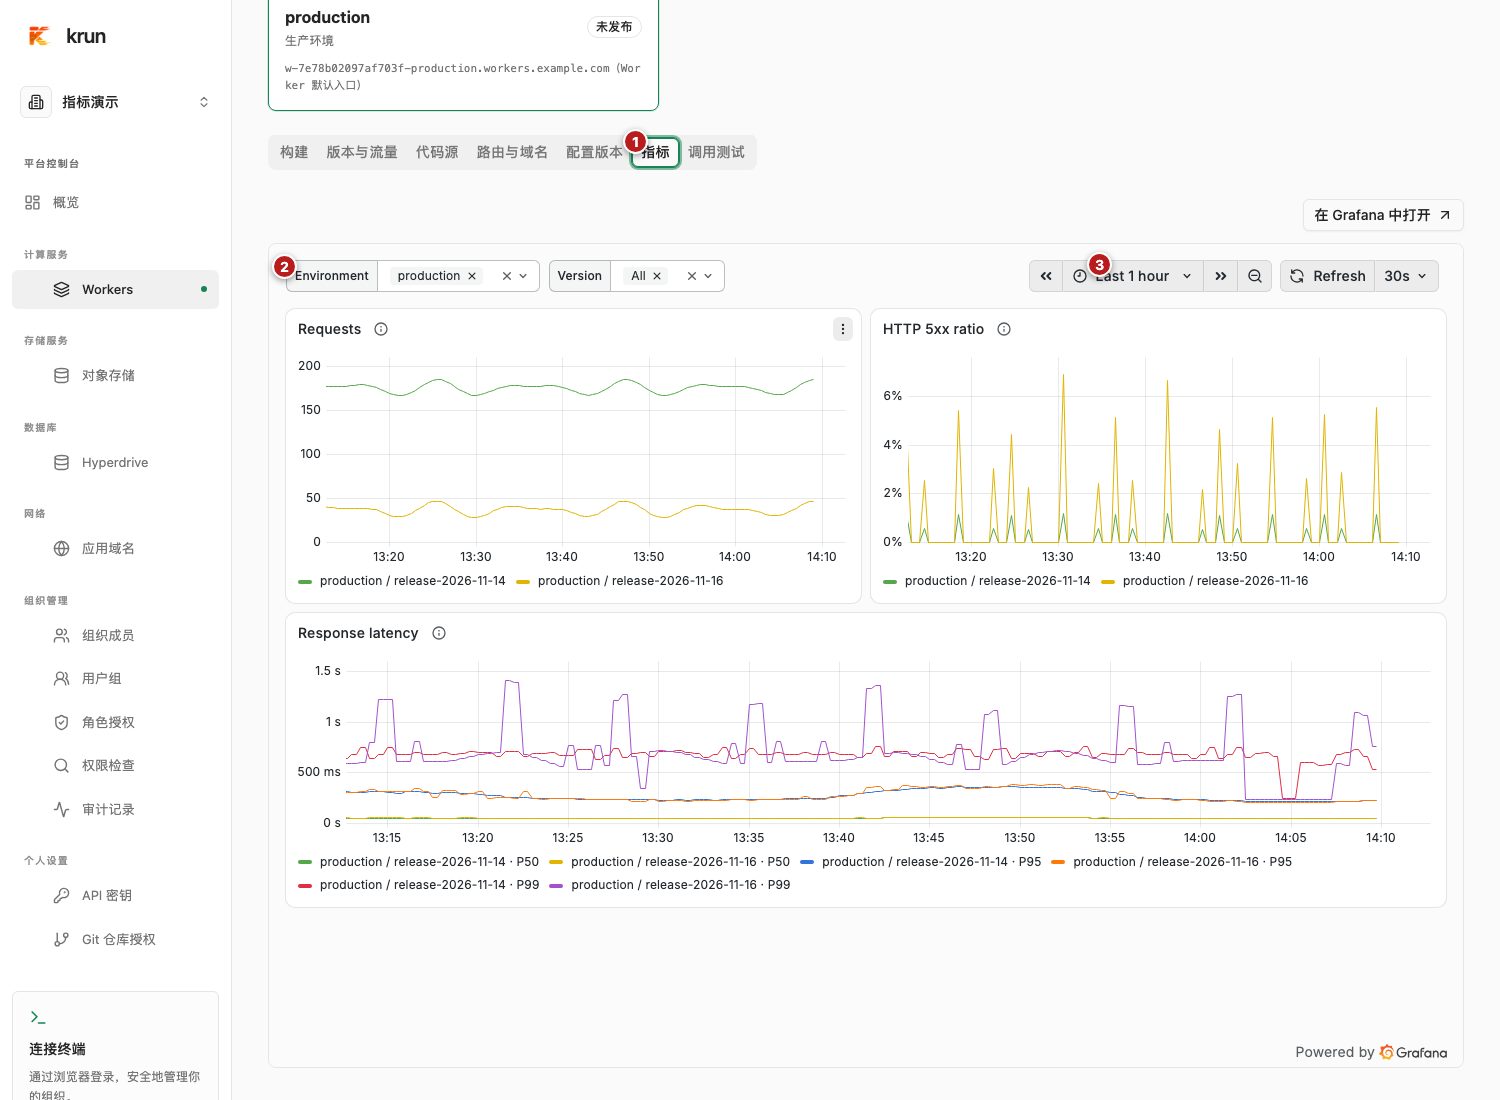 krun
指标演示
平台控制台
概览
计算服务
Workers
存储服务
对象存储
数据库
Hyperdrive
网络
应用域名
组织管理
组织成员
用户组
角色授权
权限检查
审计记录
个人设置
API 密钥
Git 仓库授权
连接终端
通过浏览器登录，安全地管理你
的组织。
production
未发布
生产环境
w-7e78b02097af703f-production.workers.example.com (Wor
ker 默认入口)
构建 版本与流量 代码源 路由与域名 配置版本 1 指标 调用测试
在 Grafana 中打开
2 Environment production Version All
3 Last 1 hour Refresh 30s
Requests
200
150
100
50
0
13:20 13:30 13:40 13:50 14:00 14:10
production / release-2026-11-14 production / release-2026-11-16
HTTP 5xx ratio
6%
4%
2%
0%
13:20 13:30 13:40 13:50 14:00 14:10
production / release-2026-11-14 production / release-2026-11-16
Response latency
1.5 s
1 s
500 ms
0 s
13:15 13:20 13:25 13:30 13:35 13:40 13:45 13:50 13:55 14:00 14:05 14:10
production / release-2026-11-14 · P50 production / release-2026-11-16 · P50 production / release-2026-11-14 · P95 production / release-2026-11-16 · P95
production / release-2026-11-14 · P99 production / release-2026-11-16 · P99
Powered by Grafana